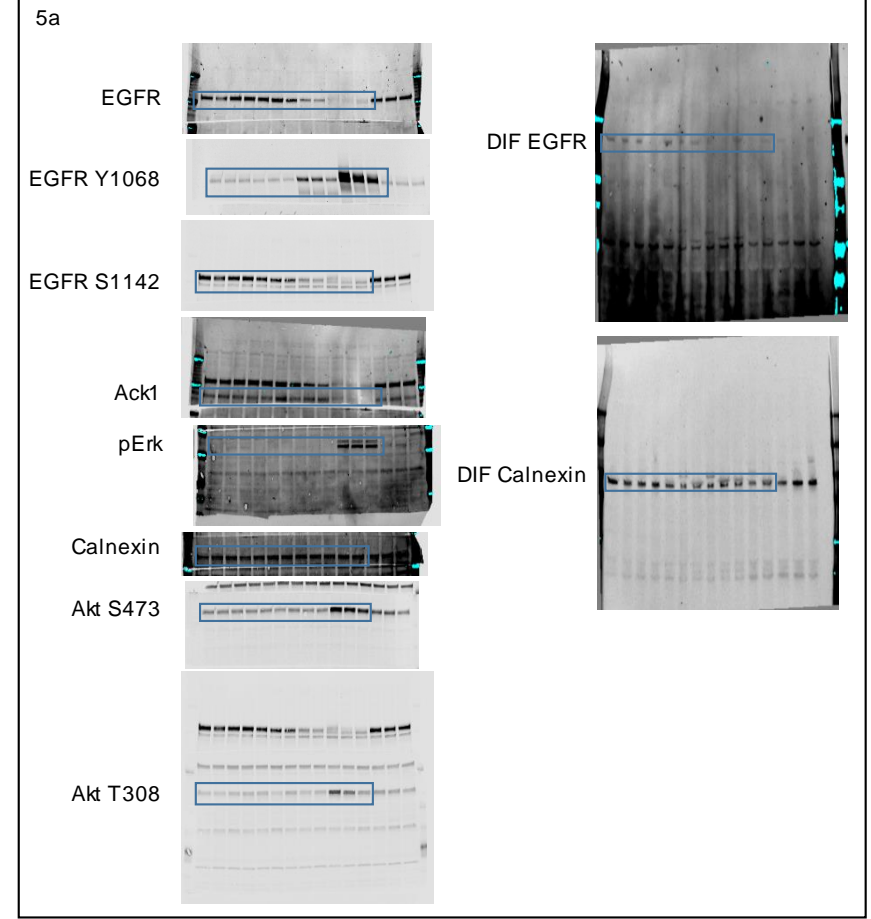 5a
EGFR
EGFR Y1068
EGFR S1142
Ack1
pErk
Calnexin
Akt S473
Akt T308
DIF EGFR
DIF Calnexin